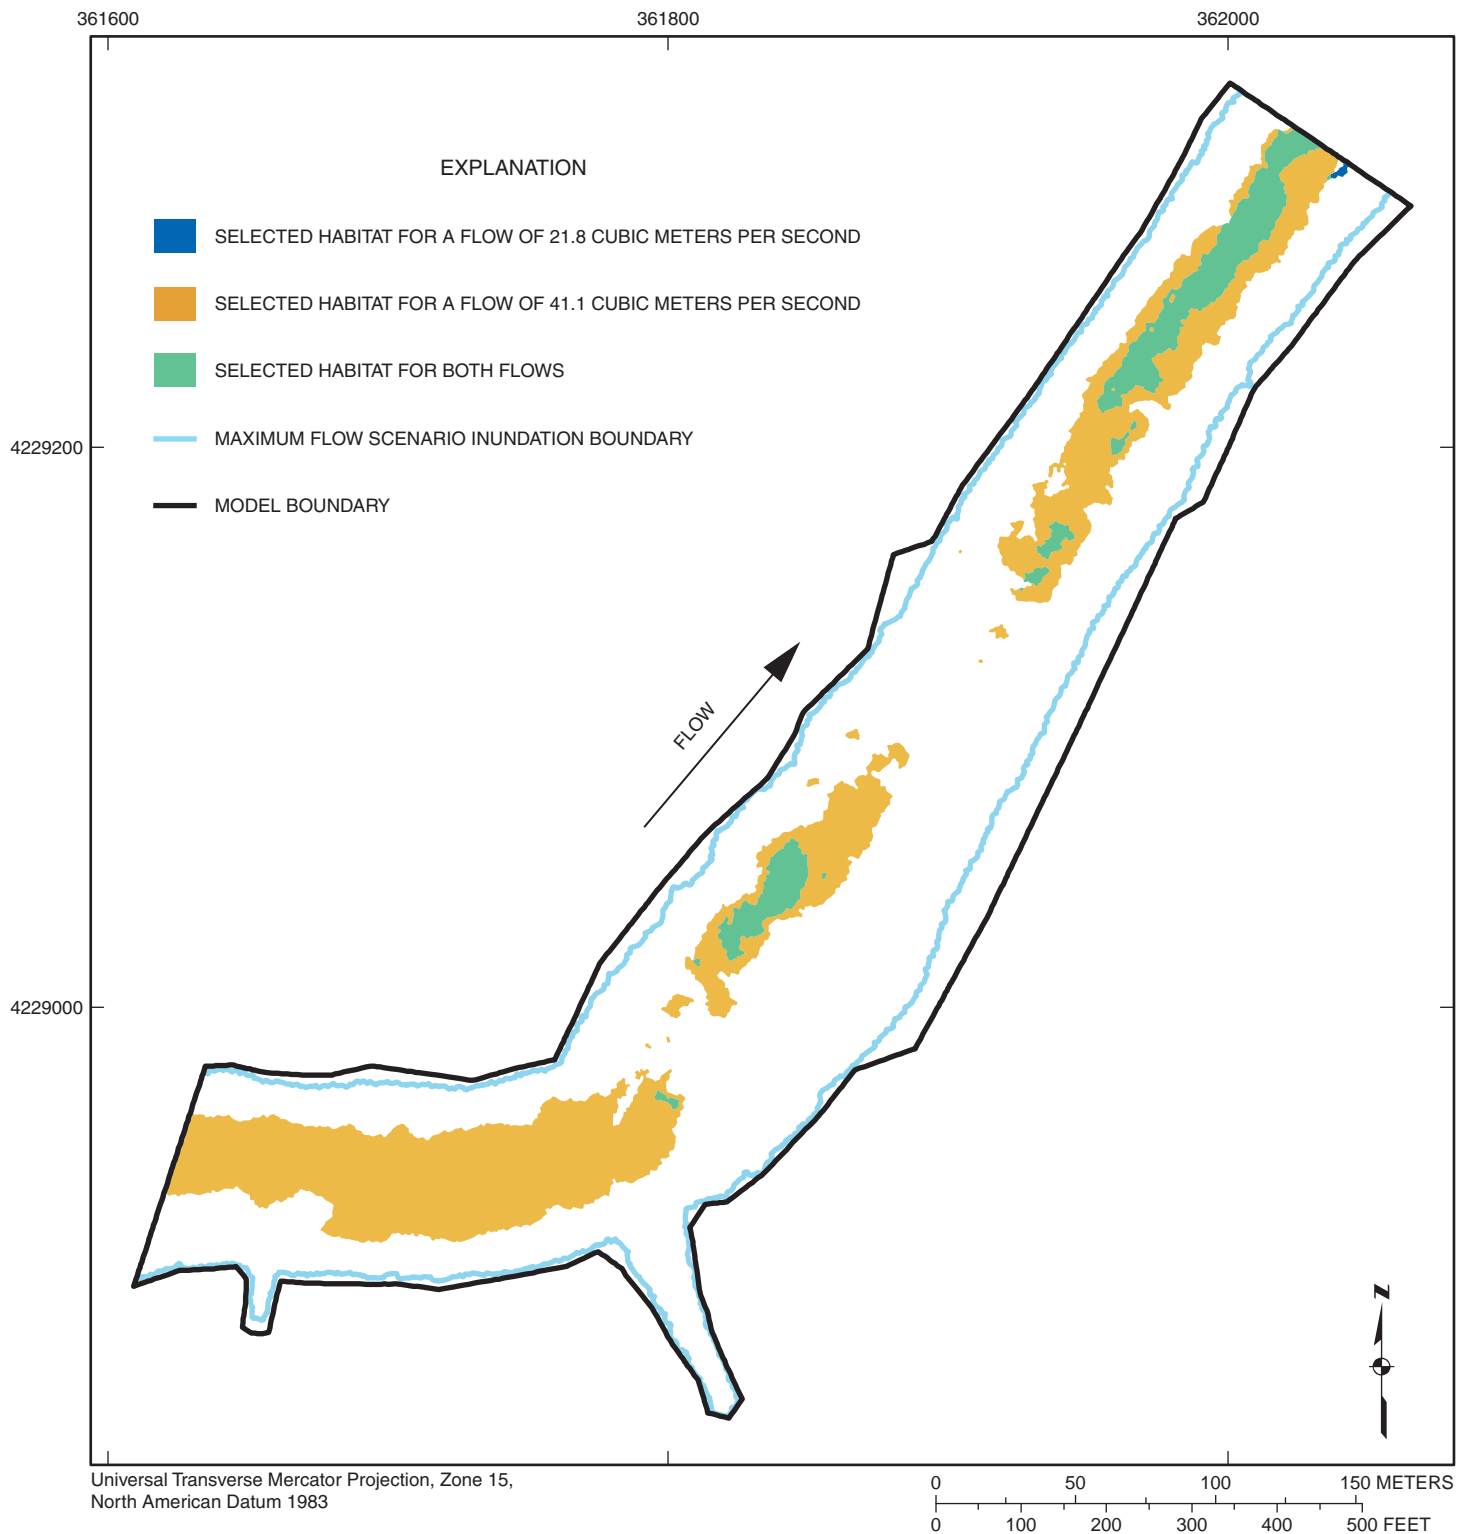 361600 361800 362000
EXPLANATION
SELECTED HABITAT FOR A FLOW OF 21.8 CUBIC METERS PER SECOND
SELECTED HABITAT FOR A FLOW OF 41.1 CUBIC METERS PER SECOND
SELECTED HABITAT FOR BOTH FLOWS
MAXIMUM FLOW SCENARIO INUNDATION BOUNDARY
4229200
MODEL BOUNDARY
FLOW
4229000
N
Universal Transverse Mercator Projection, Zone 15,
North American Datum 1983
0 50 100 150 METERS
0 100 200 300 400 500 FEET